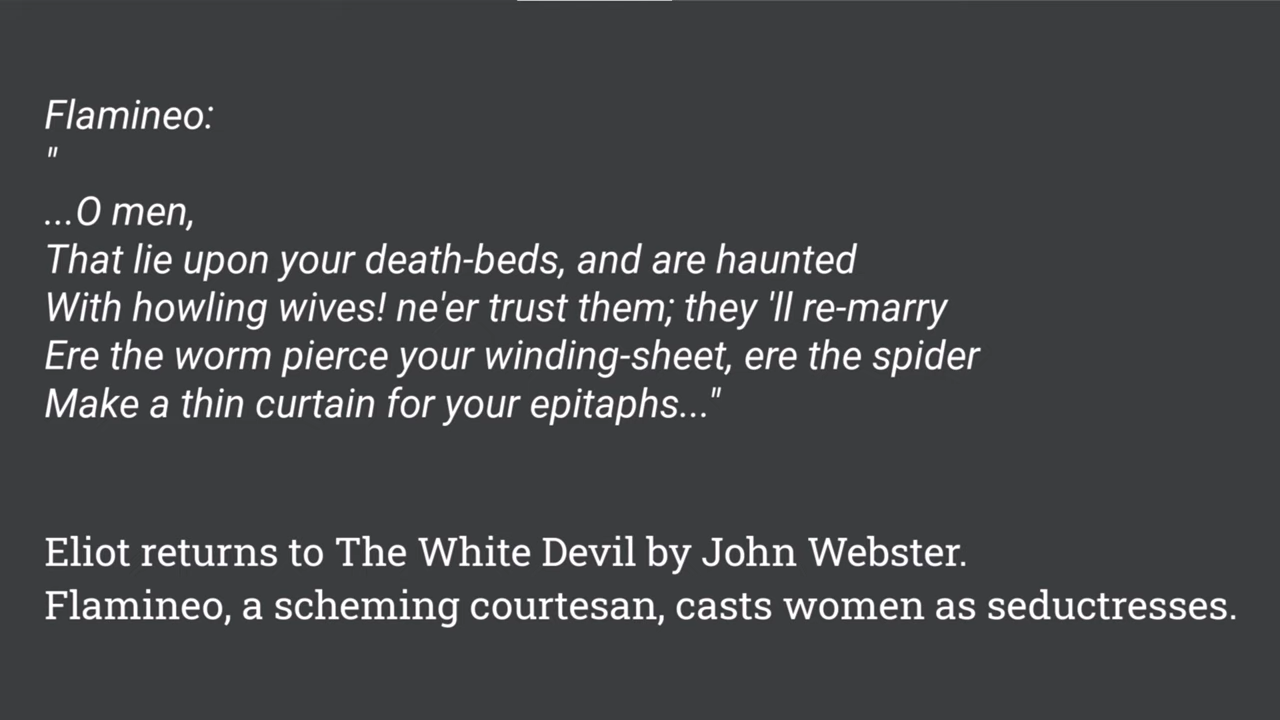 Flamineo:
"
...O men,
That lie upon your death-beds, and are haunted
With howling wives! ne'er trust them; they 'll re-marry
Ere the worm pierce your winding-sheet, ere the spider
Make a thin curtain for your epitaphs..."
Eliot returns to The White Devil by John Webster.
Flamineo, a scheming courtesan, casts women as seductresses.